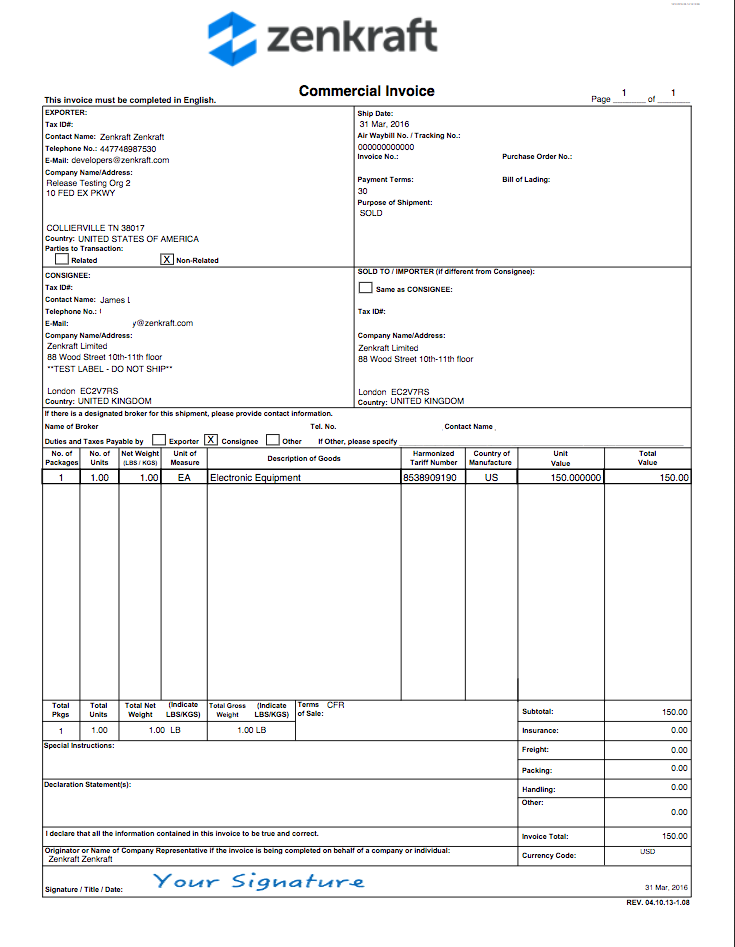 zenkraft
Commercial Invoice
This invoice must be completed in English.
Page 1 of 1
EXPORTER:
Tax ID#:
Contact Name: Zenkraft Zenkraft
Telephone No.: 447748987530
E-Mail: developers@zenkraft.com
Company Name/Address:
Release Testing Org 2
10 FED EX PKWY
COLLIERVILLE TN 38017
Country: UNITED STATES OF AMERICA
Parties to Transaction:
Related X Non-Related
Ship Date:
31 Mar, 2016
Air Waybill No. / Tracking No.:
000000000000
Invoice No.: Purchase Order No.:
Payment Terms: Bill of Lading:
30
Purpose of Shipment:
SOLD
CONSIGNEE:
Tax ID#:
Contact Name: James
Telephone No.:
E-Mail: y@zenkraft.com
Company Name/Address:
Zenkraft Limited
88 Wood Street 10th-11th floor
**TEST LABEL - DO NOT SHIP**
London EC2V7RS
Country: UNITED KINGDOM
SOLD TO / IMPORTER (if different from Consignee):
Same as CONSIGNEE:
Tax ID#:
Company Name/Address:
Zenkraft Limited
88 Wood Street 10th-11th floor
London EC2V7RS
Country: UNITED KINGDOM
If there is a designated broker for this shipment, please provide contact information.
Name of Broker Tel. No. Contact Name
Duties and Taxes Payable by Exporter X Consignee Other If Other, please specify
No. of Packages No. of Units Net Weight (LBS / KGS) Unit of Measure Description of Goods Harmonized Tariff Number Country of Manufacture Unit Value Total Value
1 1.00 1.00 EA Electronic Equipment 8538909190 US 150.000000 150.00
Total Pkgs Total Units Total Net Weight (Indicate LBS/KGS) Total Gross Weight (Indicate LBS/KGS) Terms of Sale: CFR
1 1.00 1.00 LB 1.00 LB
Subtotal: 150.00
Insurance: 0.00
Freight: 0.00
Packing: 0.00
Handling: 0.00
Other: 0.00
Invoice Total: 150.00
Currency Code: USD
Special Instructions:
Declaration Statement(s):
I declare that all the information contained in this invoice to be true and correct.
Originator or Name of Company Representative if the invoice is being completed on behalf of a company or individual:
Zenkraft Zenkraft
Signature / Title / Date: Your Signature 31 Mar, 2016
REV. 04.10.13-1.08